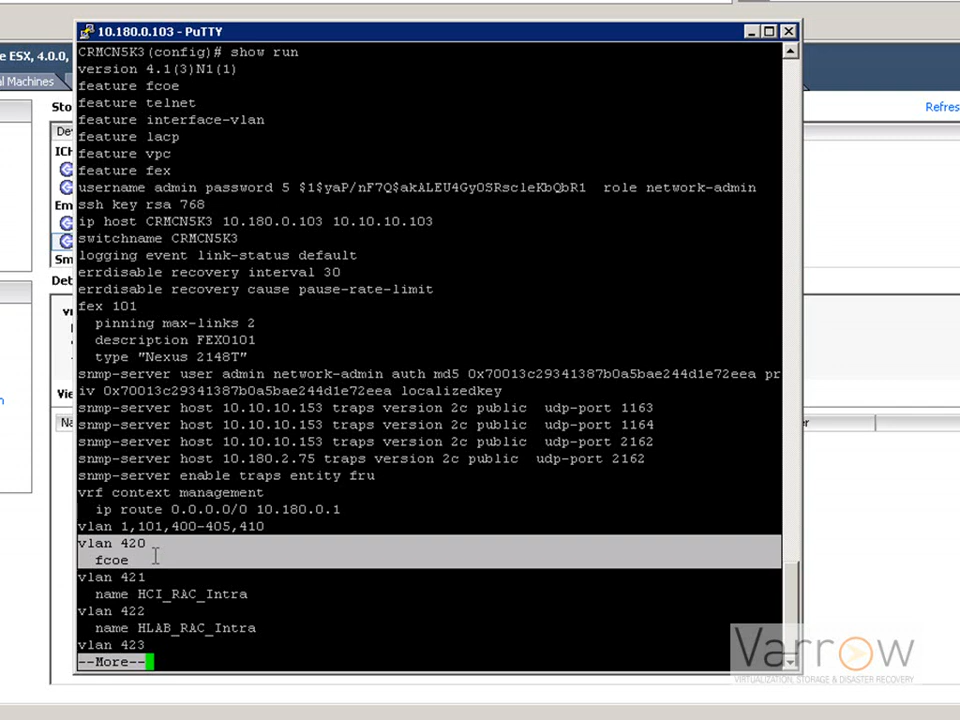 10.180.0.103 - PuTTY
e ESX, 4.0.0,
al Machines
Sto
Refres
De
ICH
Em
Sm
Det
Vie
Na
er
CRMCN5K3(config)# show run
version 4.1(3)N1(1)
feature fcoe
feature telnet
feature interface-vlan
feature lacp
feature vpc
feature fex
username admin password 5 $1$yaP/nF7Q$akALEU4GyOSRscleKbQbR1  role network-admin
ssh key rsa 768
ip host CRMCN5K3 10.180.0.103 10.10.10.103
switchname CRMCN5K3
logging event link-status default
errdisable recovery interval 30
errdisable recovery cause pause-rate-limit
fex 101
  pinning max-links 2
  description FEX0101
  type "Nexus 2148T"
snmp-server user admin network-admin auth md5 0x70013c29341387b0a5bae244d1e72eea pr
iv 0x70013c29341387b0a5bae244d1e72eea localizedkey
snmp-server host 10.10.10.153 traps version 2c public  udp-port 1163
snmp-server host 10.10.10.153 traps version 2c public  udp-port 1164
snmp-server host 10.10.10.153 traps version 2c public  udp-port 2162
snmp-server host 10.180.2.75 traps version 2c public  udp-port 2162
snmp-server enable traps entity fru
vrf context management
  ip route 0.0.0.0/0 10.180.0.1
vlan 1,101,400-405,410
vlan 420
  fcoe
vlan 421
  name HCI_RAC_Intra
vlan 422
  name HLAB_RAC_Intra
vlan 423
--More--
Varrow
VIRTUALIZATION, STORAGE & DISASTER RECOVERY